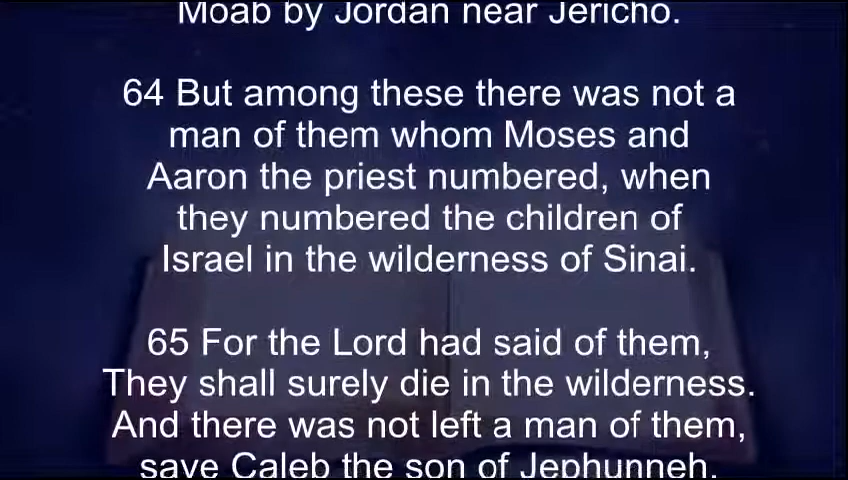 Moab by Jordan near Jericho.
64 But among these there was not a
man of them whom Moses and
Aaron the priest numbered, when
they numbered the children of
Israel in the wilderness of Sinai.
65 For the Lord had said of them,
They shall surely die in the wilderness.
And there was not left a man of them,
save Caleb the son of Jephunneh,